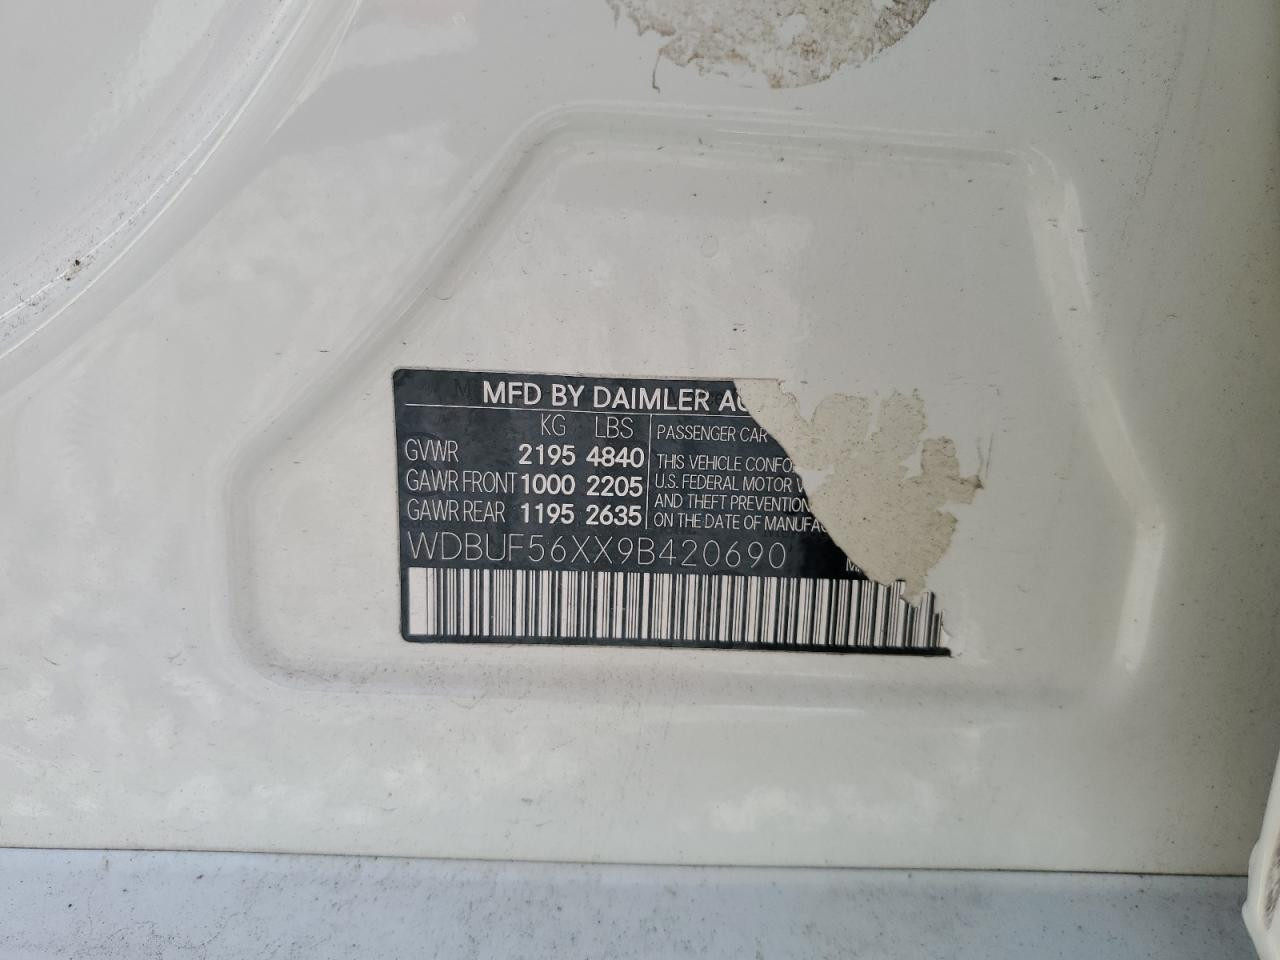 MFD BY DAIMLER AG
KG LBS
GVWR 2195 4840
GAWR FRONT 1000 2205
GAWR REAR 1195 2635
PASSENGER CAR
THIS VEHICLE CONFO
U.S. FEDERAL MOTOR V
AND THEFT PREVENTION
ON THE DATE OF MANUFAC
WDBUF56XX9B420690